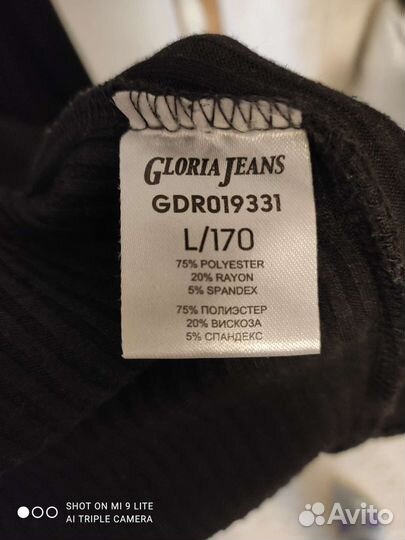 GLORIA JEANS
GDR019331
L/170
75% POLYESTER
20% RAYON
5% SPANDEX
75% ПОЛИЭСТЕР
20% ВИСКОЗА
5% СПАНДЕКС
SHOT ON MI 9 LITE
AI TRIPLE CAMERA
Avito